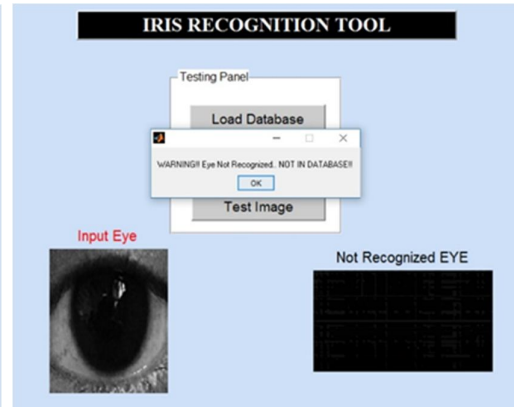 IRIS RECOGNITION TOOL
Testing Panel
Load Database
WARNING!! Eye Not Recognized.. NOT IN DATABASE!!
OK
Test Image
Input Eye
Not Recognized EYE